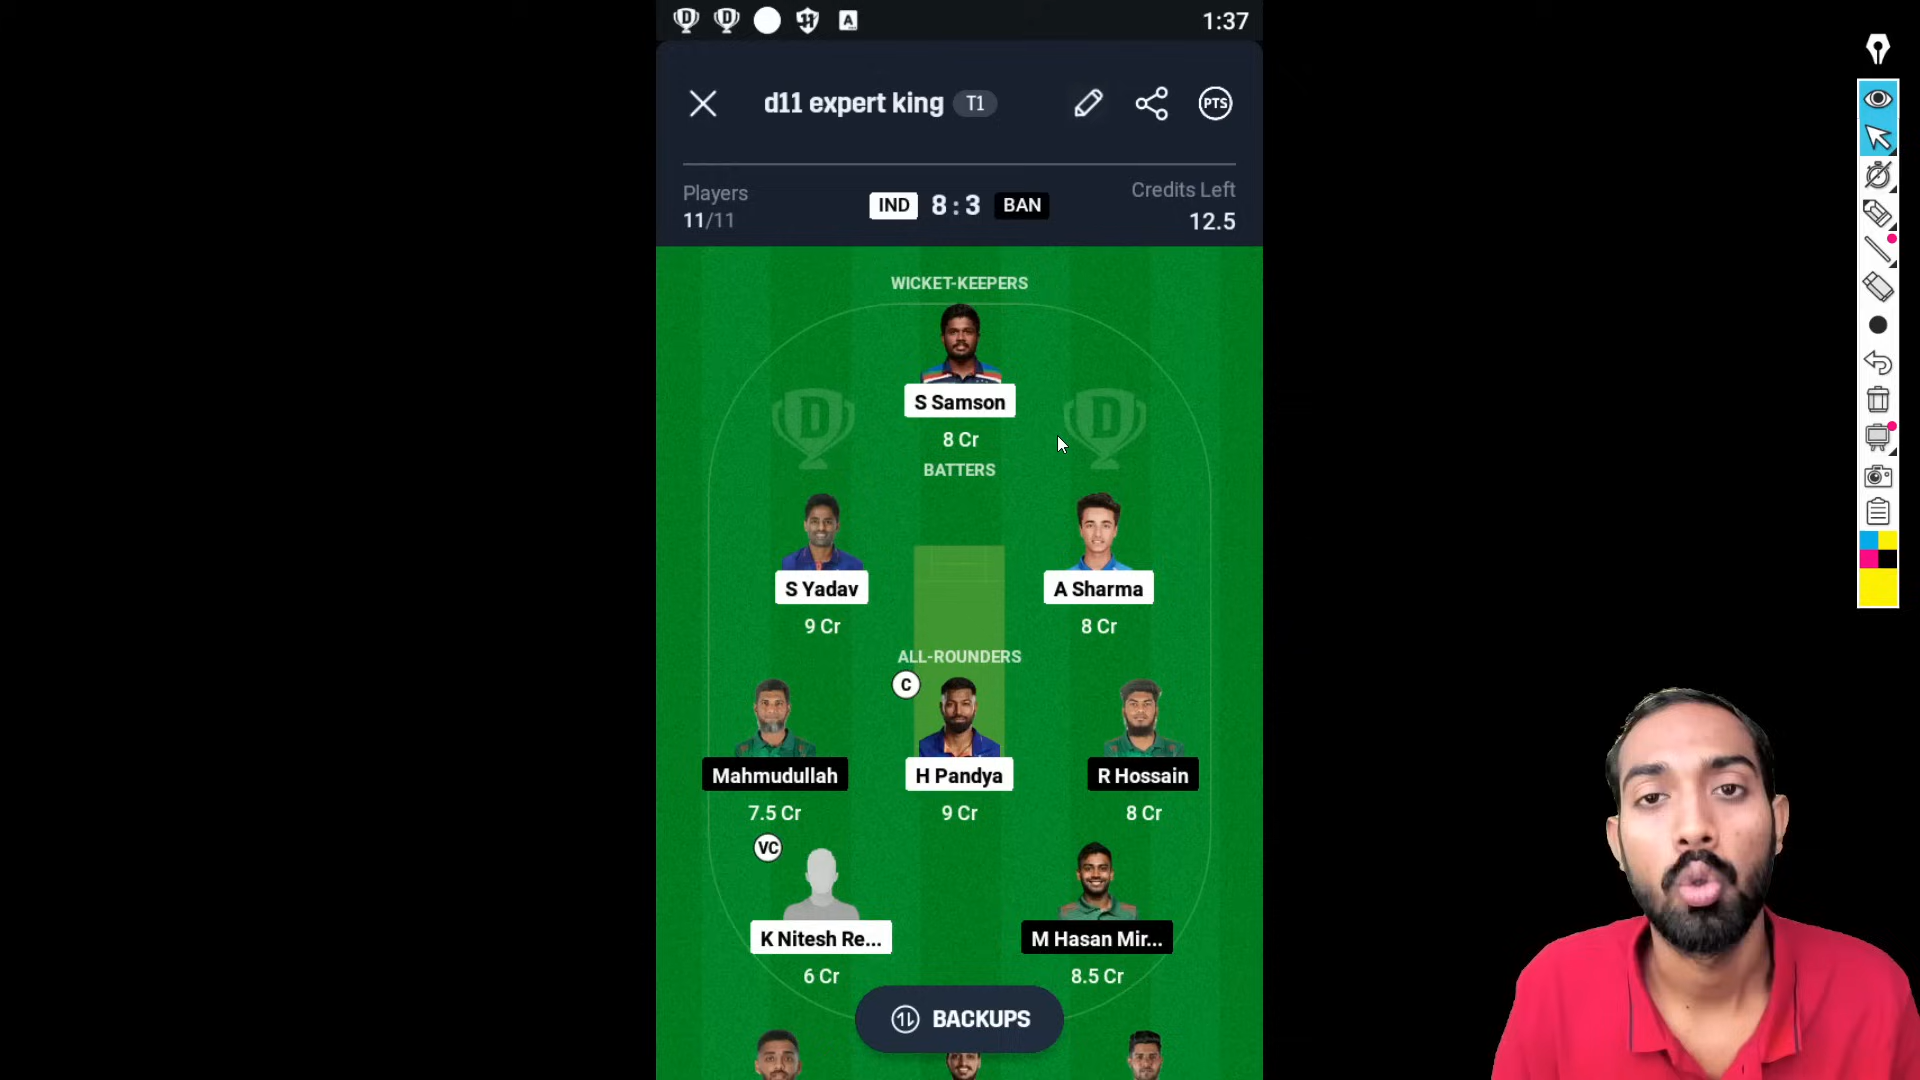 D D A 1:37
d11 expert king T1 PTS
Players Credits Left
11/11 IND 8 : 3 BAN 12.5
WICKET-KEEPERS
D D
S Samson
8 Cr
BATTERS
S Yadav A Sharma
9 Cr 8 Cr
ALL-ROUNDERS
C
Mahmudullah H Pandya R Hossain
7.5 Cr 9 Cr 8 Cr
VC
K Nitesh Re... M Hasan Mir...
6 Cr 8.5 Cr
BACKUPS